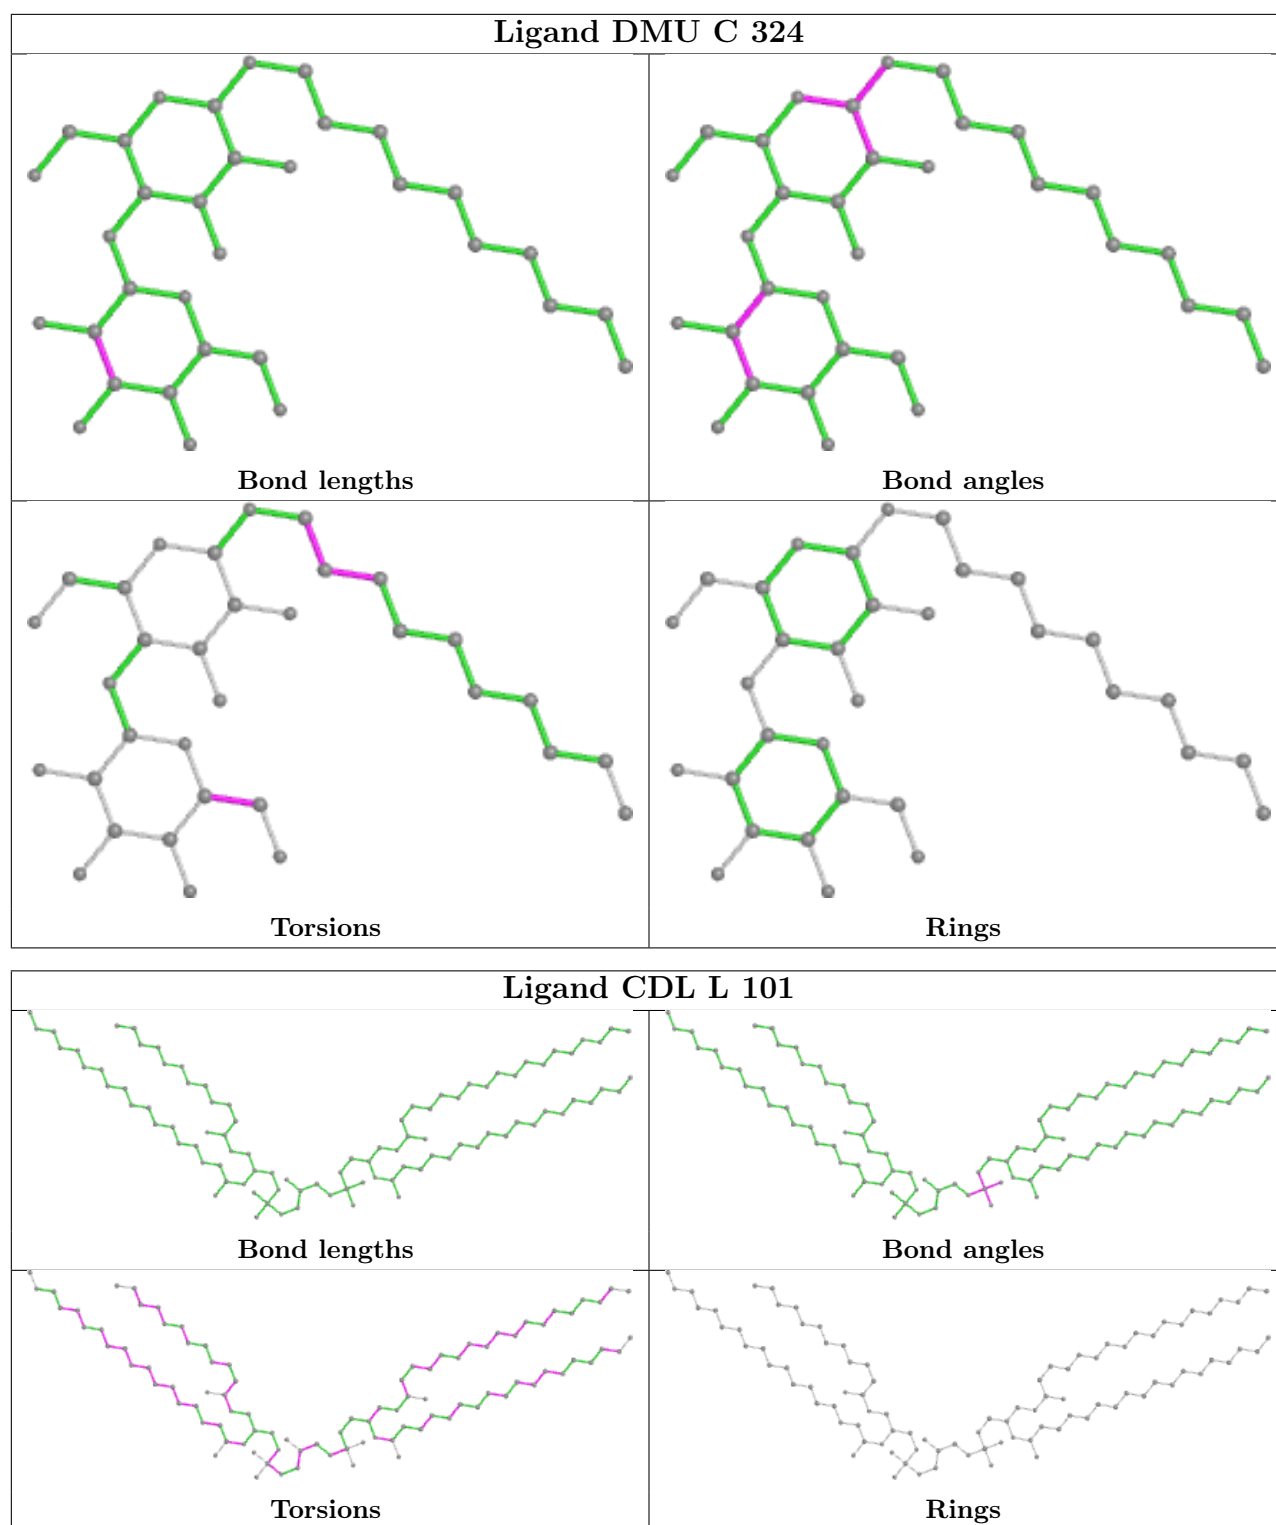 Ligand DMU C 324
Bond lengths
Bond angles
Torsions
Rings
Ligand CDL L 101
Bond lengths
Bond angles
Torsions
Rings